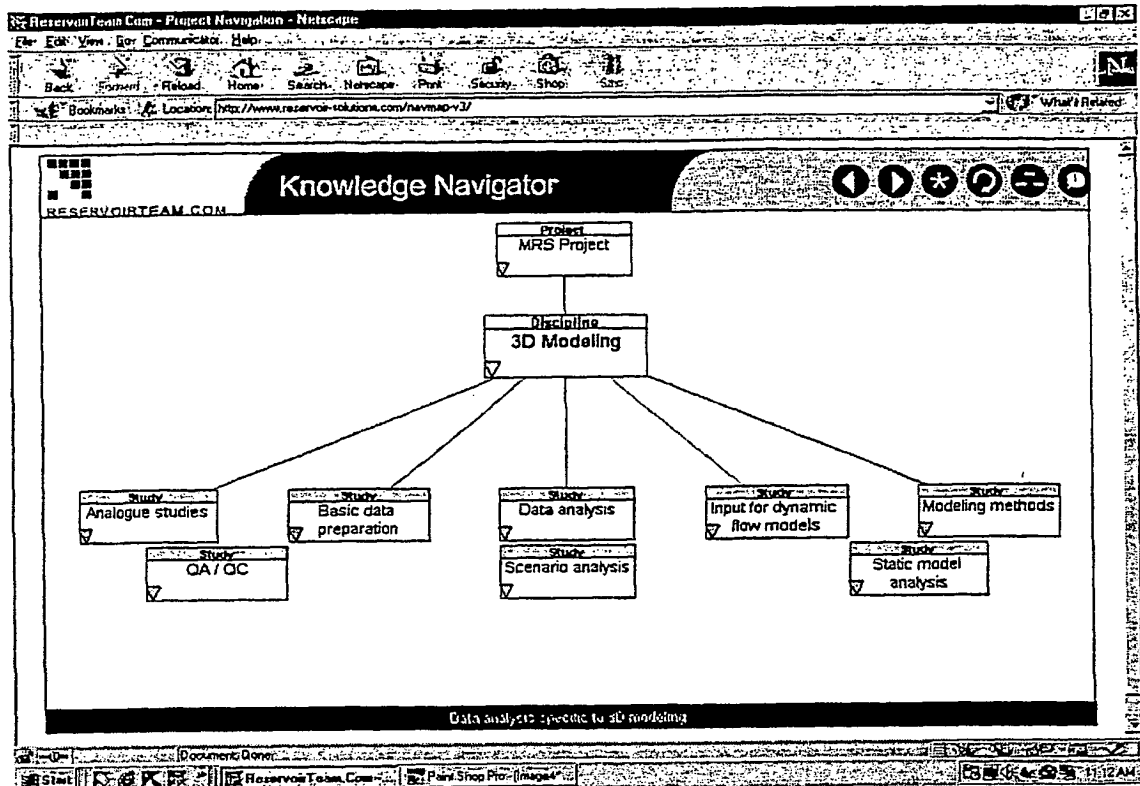 ReservoirTeam.Com - Project Navigation - Netscape
File Edit View Go Communicator Help
Back Forward Reload Home Search Netscape Print Security Shop Stop
Bookmarks Location: http://www.reservoir-solutions.com/navmap-v3/ What's Related
Knowledge Navigator
RESERVOIRTEAM.COM
Project
MRS Project
Discipline
3D Modeling
Study
Analogue studies
Study
Basic data
preparation
Study
Data analysis
Study
Input for dynamic
flow models
Study
Modeling methods
Study
QA / QC
Study
Scenario analysis
Study
Static model
analysis
Data analysis specific to 3D modeling
Document: Done
Start ReservoirTeam.Com -... Paint Shop Pro - [Image4* 11:12 AM